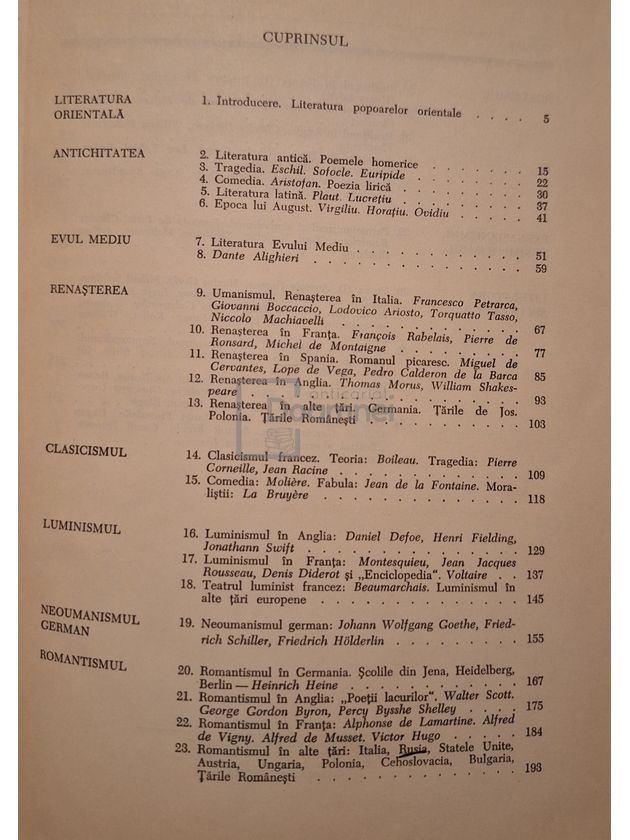 CUPRINSUL
LITERATURA
ORIENTALĂ
1. Introducere. Literatura popoarelor orientale . . . . 5
ANTICHITATEA
2. Literatura antică. Poemele homerice . . . . . . . 15
3. Tragedia. Eschil. Sofocle. Euripide . . . . . . . 22
4. Comedia. Aristofan. Poezia lirică . . . . . . . . 30
5. Literatura latină. Plaut. Lucrețiu . . . . . . . . 37
6. Epoca lui August. Virgiliu. Horațiu. Ovidiu . . . . . 41
EVUL MEDIU
7. Literatura Evului Mediu . . . . . . . . . . . 51
8. Dante Alighieri . . . . . . . . . . . . . 59
RENAȘTEREA
9. Umanismul. Renașterea în Italia. Francesco Petrarca,
Giovanni Boccaccio, Lodovico Ariosto, Torquatto Tasso,
Niccolo Machiavelli . . . . . . . . . . . . 67
10. Renașterea în Franța. François Rabelais, Pierre de
Ronsard, Michel de Montaigne . . . . . . . . 77
11. Renașterea în Spania. Romanul picaresc. Miguel de
Cervantes, Lope de Vega, Pedro Calderon de la Barca 85
12. Renașterea în Anglia. Thomas Morus, William Shakes-
peare . . . . . . . . . . . . . . . . 93
13. Renașterea în alte țări. Germania. Țările de Jos.
Polonia. Țările Românești . . . . . . . . . . 103
CLASICISMUL
14. Clasicismul francez. Teoria: Boileau. Tragedia: Pierre
Corneille, Jean Racine . . . . . . . . . . . 109
15. Comedia: Molière. Fabula: Jean de la Fontaine. Mora-
liștii: La Bruyère . . . . . . . . . . . . . 118
LUMINISMUL
16. Luminismul în Anglia: Daniel Defoe, Henri Fielding,
Jonathann Swift . . . . . . . . . . . . . 129
17. Luminismul în Franța: Montesquieu, Jean Jacques
Rousseau, Denis Diderot și „Enciclopedia". Voltaire . . 137
18. Teatrul luminist francez: Beaumarchais. Luminismul în
alte țări europene . . . . . . . . . . . . . 145
NEOUMANISMUL
GERMAN
19. Neoumanismul german: Johann Wolfgang Goethe, Fried-
rich Schiller, Friedrich Hölderlin . . . . . . . . 155
ROMANTISMUL
20. Romantismul în Germania. Școlile din Jena, Heidelberg,
Berlin — Heinrich Heine . . . . . . . . . . . 167
21. Romantismul în Anglia: „Poeții lacurilor". Walter Scott.
George Gordon Byron, Percy Bysshe Shelley . . . . 175
22. Romantismul în Franța: Alphonse de Lamartine. Alfred
de Vigny. Alfred de Musset. Victor Hugo . . . . . 184
23. Romantismul în alte țări: Italia, Rusia, Statele Unite,
Austria, Ungaria, Polonia, Cehoslovacia, Bulgaria,
Țările Românești . . . . . . . . . . . . . 193